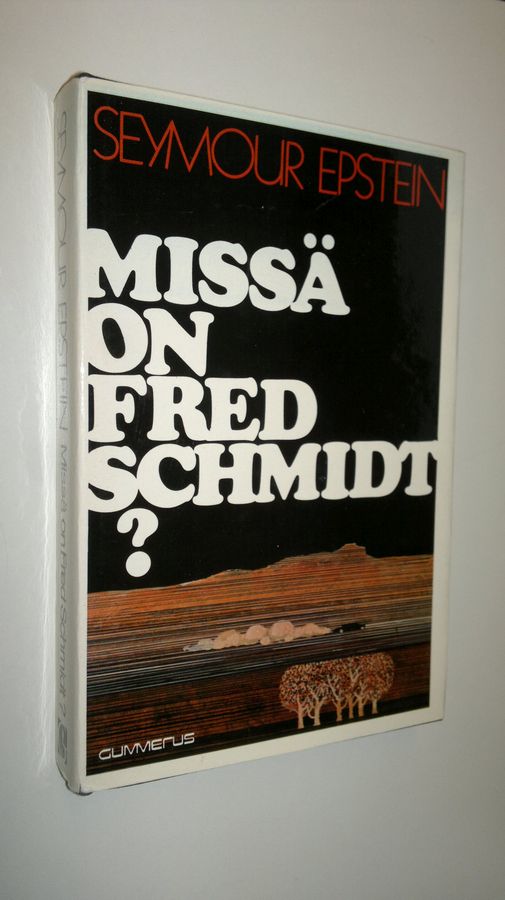 SEYMOUR EPSTEIN
MISSÄ
ON
FRED
SCHMIDT
?
GUMMERUS
SEYMOUR EPSTEIN Missä on Fred Schmidt?